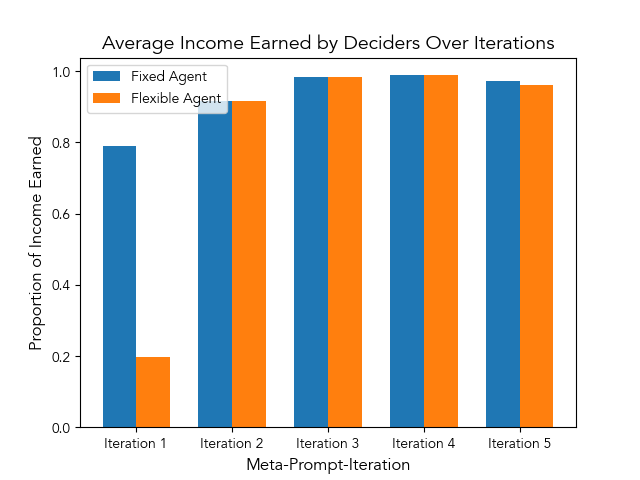 Average Income Earned by Deciders Over Iterations
Fixed Agent
Flexible Agent
Proportion of Income Earned
1.0
0.8
0.6
0.4
0.2
0.0
Iteration 1 Iteration 2 Iteration 3 Iteration 4 Iteration 5
Meta-Prompt-Iteration